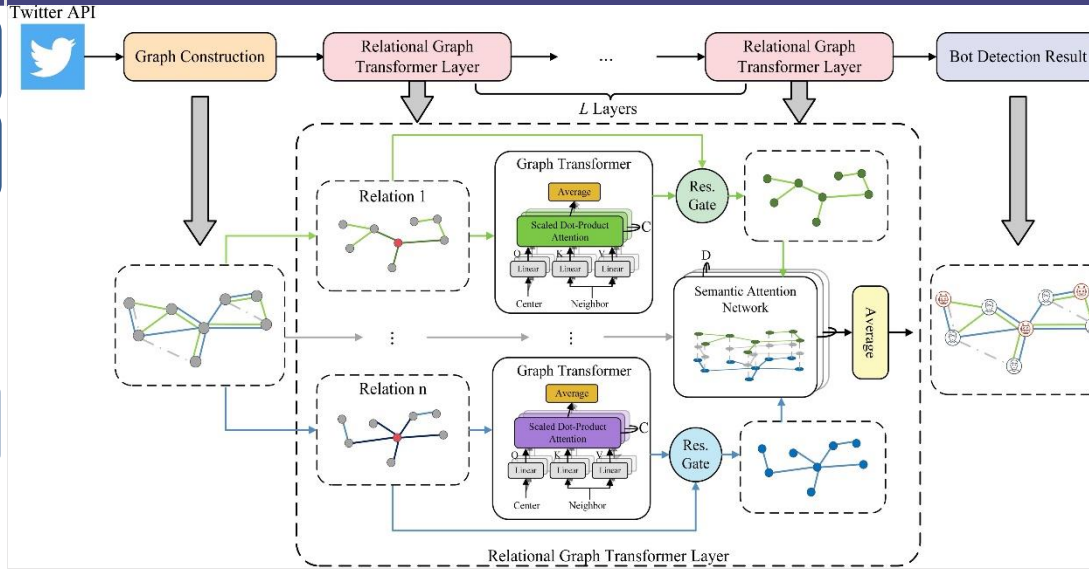 Twitter API
Graph Construction
Relational Graph
Transformer Layer
...
Relational Graph
Transformer Layer
Bot Detection Result
L Layers
Relation 1
Graph Transformer
Average
Scaled Dot-Product
Attention
C
Q
K
V
Linear
Linear
Linear
Center
Neighbor
Res.
Gate
D
Semantic Attention
Network
Average
Relation n
Graph Transformer
Average
Scaled Dot-Product
Attention
C
Q
K
V
Linear
Linear
Linear
Center
Neighbor
Res.
Gate
Relational Graph Transformer Layer